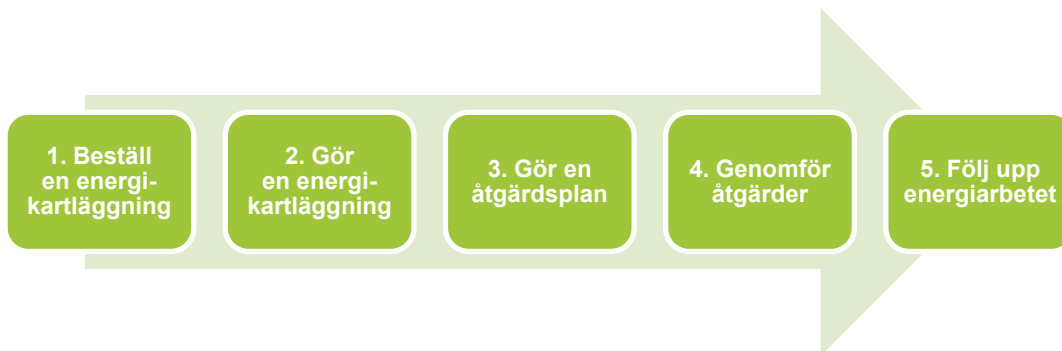 1. Beställ
en energi-
kartläggning
2. Gör
en energi-
kartläggning
3. Gör en
åtgärdsplan
4. Genomför
åtgärder
5. Följ upp
energiarbetet